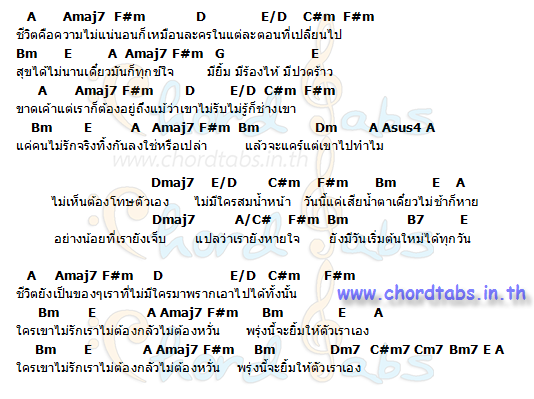 A Amaj7 F#m D E/D C#m F#m
ชีวิตคือความไม่แน่นอนก็เหมือนละครในแต่ละตอนที่เปลี่ยนไป
Bm E A Amaj7 F#m G E
สุขได้ไม่นานเดี๋ยวมันก็ทุกข์ใจ มียิ้ม มีร้องไห้ มีปวดร้าว
A Amaj7 F#m D E/D C#m F#m
ขาดเค้าแต่เราก็ต้องอยู่ถึงแม้ว่าเขาไม่รับไม่รู้ก็ช่างเขา
Bm E A Amaj7 F#m Bm Dm A Asus4 A
แค่คนไม่รักจริงทิ้งกันลงใช่หรือเปล่า แล้วจะแคร์แต่เขาไปทำไม
Dmaj7 E/D C#m F#m Bm E A
ไม่เห็นต้องโทษตัวเอง ไม่มีใครสมน้ำหน้า วันนี้แค่เสียน้ำตาเดี๋ยวไม่ช้าก็หาย
Dmaj7 A/C# F#m Bm B7 E
อย่างน้อยที่เรายังเจ็บ แปลว่าเรายังหายใจ ยังมีวันเริ่มต้นใหม่ได้ทุกวัน
A Amaj7 F#m D E/D C#m F#m
ชีวิตยังเป็นของๆเราที่ไม่มีใครมาพรากเอาไปได้ทั้งนั้น
www.chordtabs.in.th
Bm E A Amaj7 F#m Bm E A
ใครเขาไม่รักเราไม่ต้องกลัวไม่ต้องหวั่น พรุ่งนี้จะยิ้มให้ตัวเราเอง
Bm E A Amaj7 F#m Bm Dm7 C#m7 Cm7 Bm7 E A
ใครเขาไม่รักเราไม่ต้องกลัวไม่ต้องหวั่น พรุ่งนี้จะยิ้มให้ตัวเราเอง
Chord Tabs
www.chordtabs.in.th